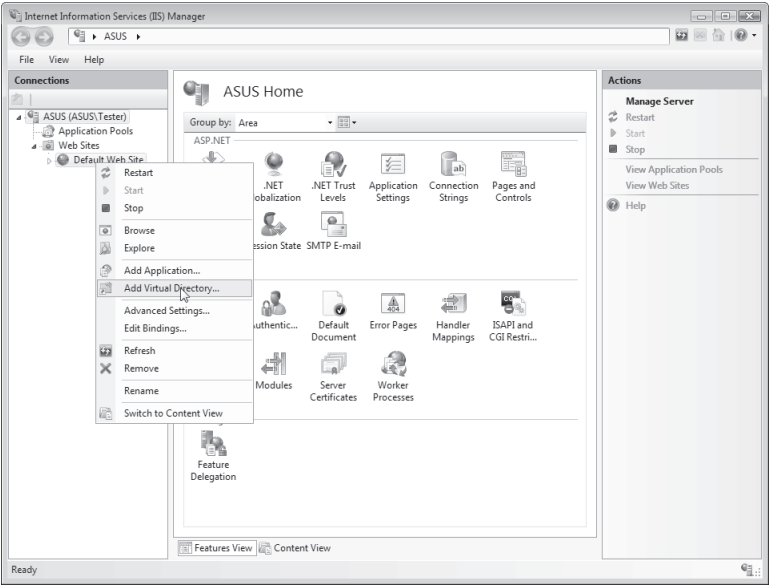 Internet Information Services (IIS) Manager
ASUS
File View Help
Connections
ASUS (ASUS\Tester)
Application Pools
Web Sites
Default Web Site
Restart
Start
Stop
Browse
Explore
Add Application...
Add Virtual Directory...
Advanced Settings...
Edit Bindings...
Refresh
Remove
Rename
Switch to Content View
ASUS Home
Group by: Area
ASP.NET
.NET
.NET Trust
Levels
Application
Settings
Connection
Strings
ab
Pages and
Controls
State
SMTP E-mail
Default
Document
404
Error Pages
Handler
Mappings
ISAPI and
CGI Restri...
Modules
Server
Certificates
Worker
Processes
Feature
Delegation
Features View
Content View
Actions
Manage Server
Restart
Start
Stop
View Application Pools
View Web Sites
Help
Ready